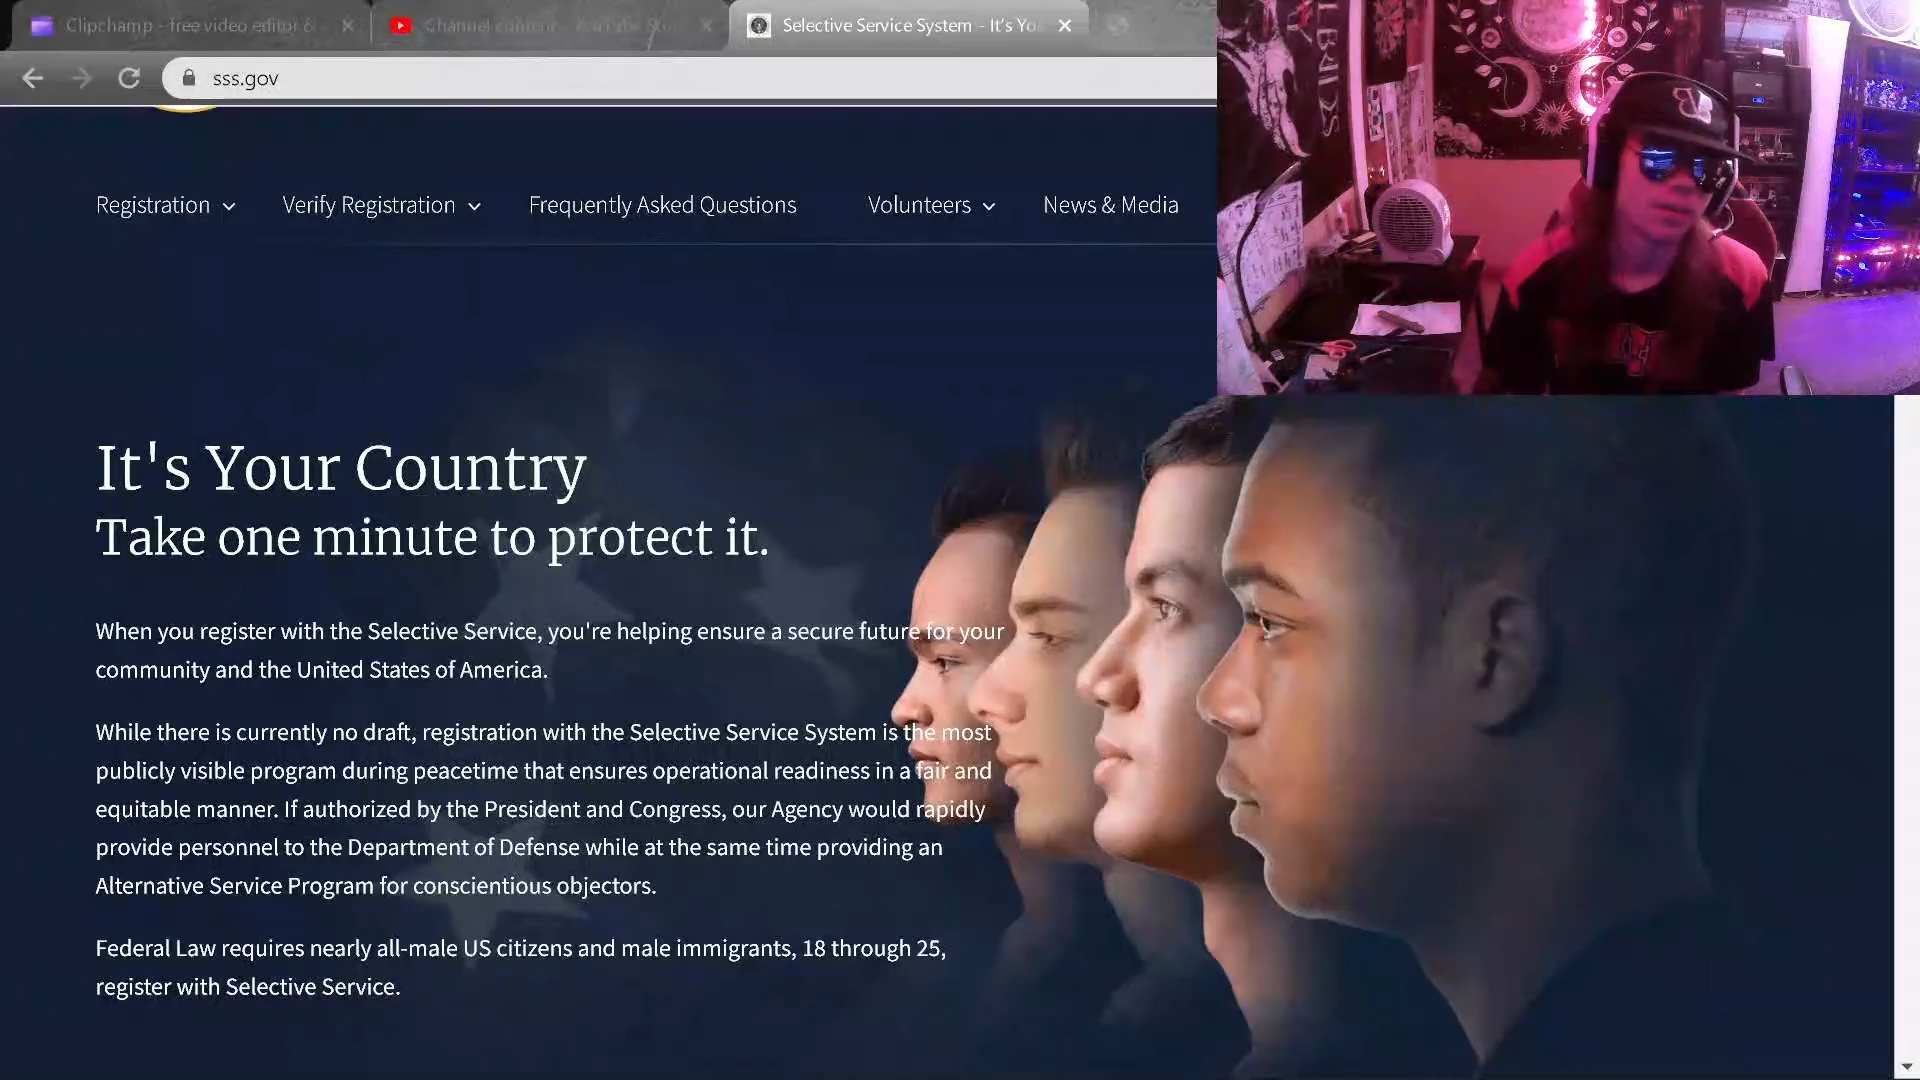 Clipchamp - free video editor &
Channel content - YouTube Stu
Selective Service System - It's Yo
sss.gov
Registration
Verify Registration
Frequently Asked Questions
Volunteers
News & Media
It's Your Country
Take one minute to protect it.
When you register with the Selective Service, you're helping ensure a secure future for your
community and the United States of America.
While there is currently no draft, registration with the Selective Service System is the most
publicly visible program during peacetime that ensures operational readiness in a fair and
equitable manner. If authorized by the President and Congress, our Agency would rapidly
provide personnel to the Department of Defense while at the same time providing an
Alternative Service Program for conscientious objectors.
Federal Law requires nearly all-male US citizens and male immigrants, 18 through 25,
register with Selective Service.